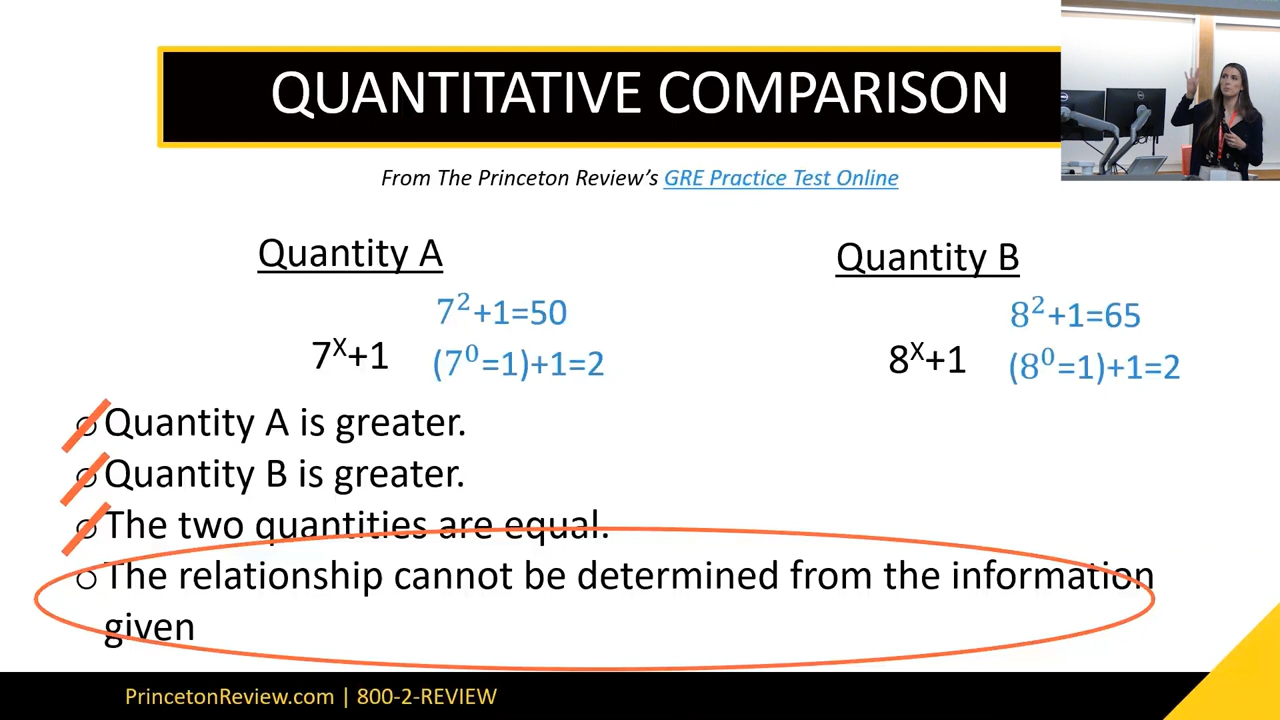 QUANTITATIVE COMPARISON
From The Princeton Review’s GRE Practice Test Online
Quantity A
Quantity B
7²+1=50
8²+1=65
7ˣ+1
(7⁰=1)+1=2
8ˣ+1
(8⁰=1)+1=2
Quantity A is greater.
Quantity B is greater.
The two quantities are equal.
The relationship cannot be determined from the information
given
PrincetonReview.com | 800-2-REVIEW